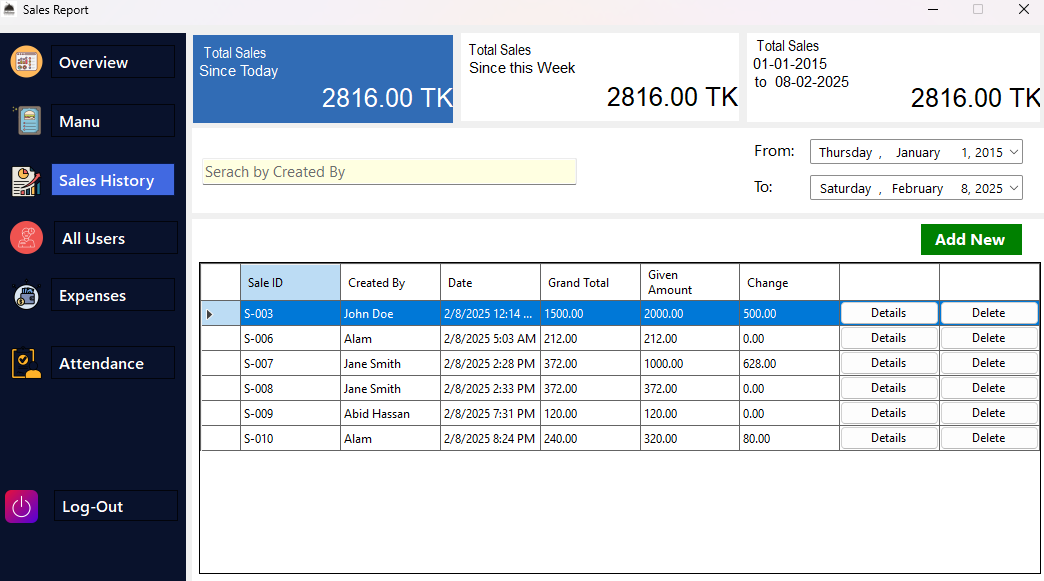 Sales Report
Overview
Manu
Sales History
All Users
Expenses
Attendance
Log-Out
Total Sales
Since Today
2816.00 TK
Total Sales
Since this Week
2816.00 TK
Total Sales
01-01-2015
to 08-02-2025
2816.00 TK
Serach by Created By
From: Thursday , January 1, 2015
To: Saturday , February 8, 2025
Add New
Sale ID Created By Date Grand Total Given Amount Change
S-003 John Doe 2/8/2025 12:14 ... 1500.00 2000.00 500.00 Details Delete
S-006 Alam 2/8/2025 5:03 AM 212.00 212.00 0.00 Details Delete
S-007 Jane Smith 2/8/2025 2:28 PM 372.00 1000.00 628.00 Details Delete
S-008 Jane Smith 2/8/2025 2:33 PM 372.00 372.00 0.00 Details Delete
S-009 Abid Hassan 2/8/2025 7:31 PM 120.00 120.00 0.00 Details Delete
S-010 Alam 2/8/2025 8:24 PM 240.00 320.00 80.00 Details Delete